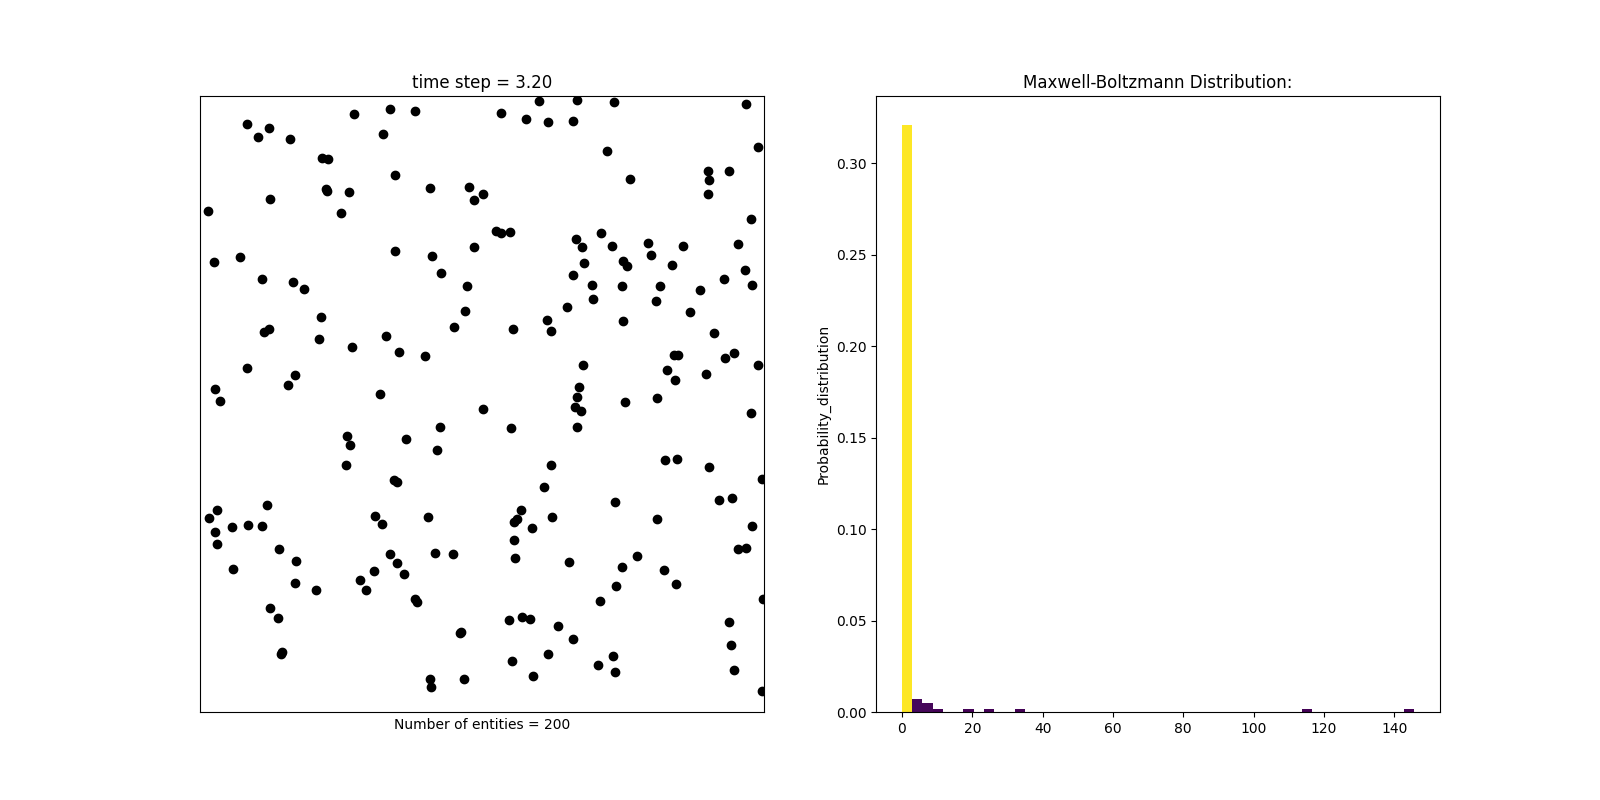 time step = 3.20
Number of entities = 200
Maxwell-Boltzmann Distribution:
Probability_distribution
0.30
0.25
0.20
0.15
0.10
0.05
0.00
0 20 40 60 80 100 120 140